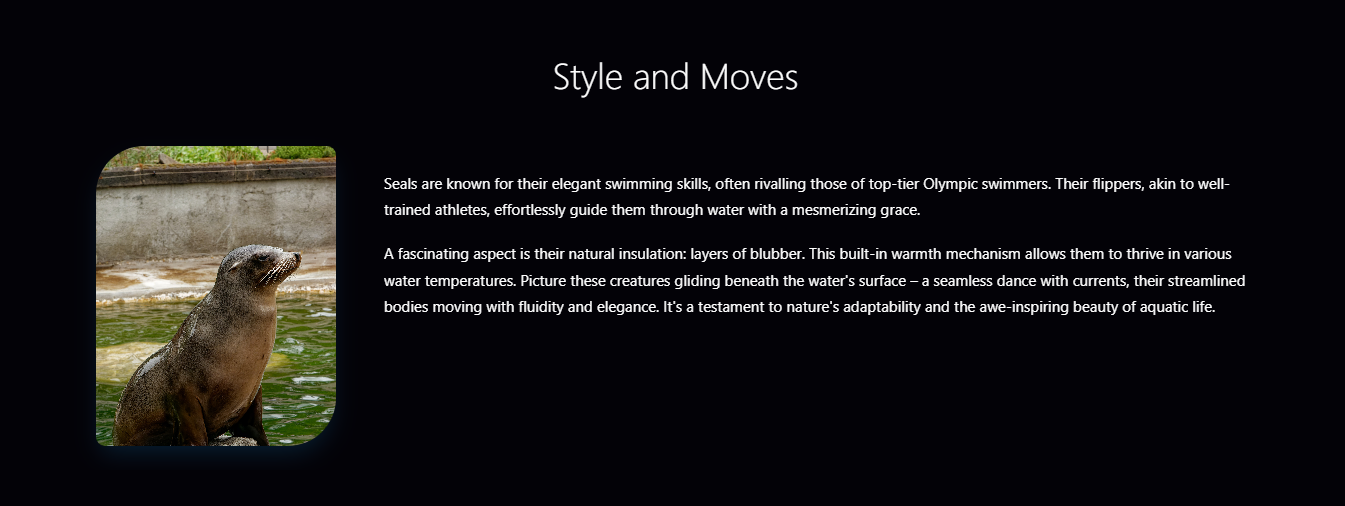 Style and Moves
Seals are known for their elegant swimming skills, often rivalling those of top-tier Olympic swimmers. Their flippers, akin to well-
trained athletes, effortlessly guide them through water with a mesmerizing grace.
A fascinating aspect is their natural insulation: layers of blubber. This built-in warmth mechanism allows them to thrive in various
water temperatures. Picture these creatures gliding beneath the water's surface – a seamless dance with currents, their streamlined
bodies moving with fluidity and elegance. It's a testament to nature's adaptability and the awe-inspiring beauty of aquatic life.